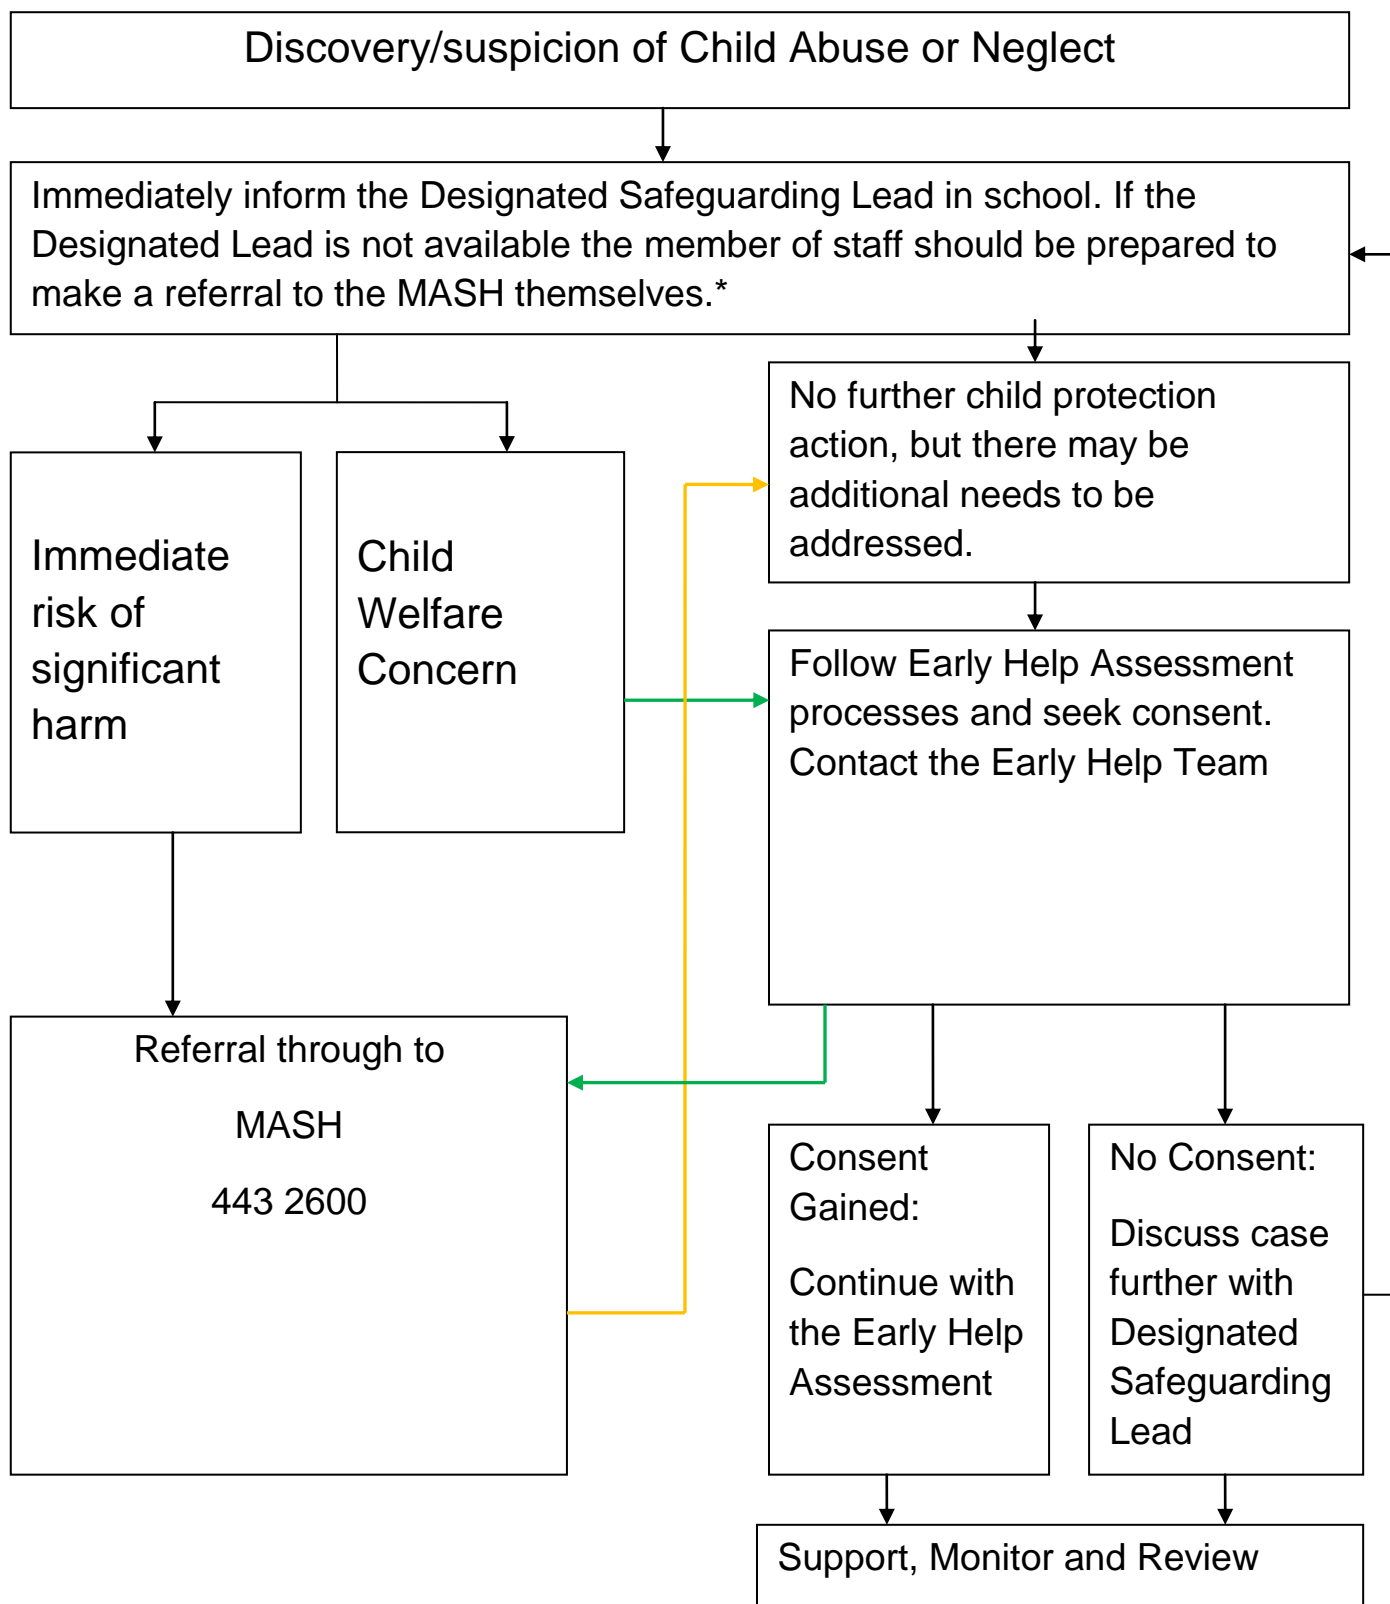 Discovery/suspicion of Child Abuse or Neglect
Immediately inform the Designated Safeguarding Lead in school. If the
Designated Lead is not available the member of staff should be prepared to
make a referral to the MASH themselves.*
No further child protection
action, but there may be
additional needs to be
addressed.
Immediate
risk of
significant
harm
Child
Welfare
Concern
Follow Early Help Assessment
processes and seek consent.
Contact the Early Help Team
Referral through to
MASH
443 2600
Consent
Gained:
Continue with
the Early Help
Assessment
No Consent:
Discuss case
further with
Designated
Safeguarding
Lead
Support, Monitor and Review